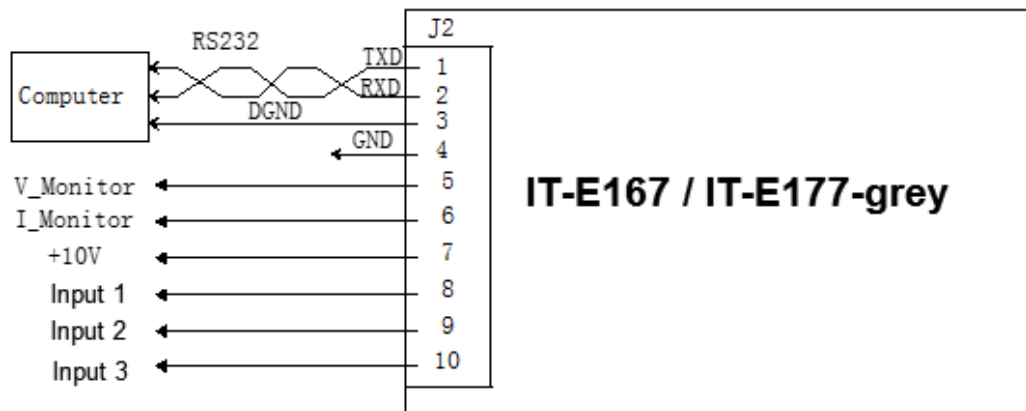 J2
RS232
TXD
1
Computer
RXD
2
DGND
3
GND
4
V_Monitor
5
IT-E167 / IT-E177-grey
I_Monitor
6
+10V
7
Input 1
8
Input 2
9
Input 3
10